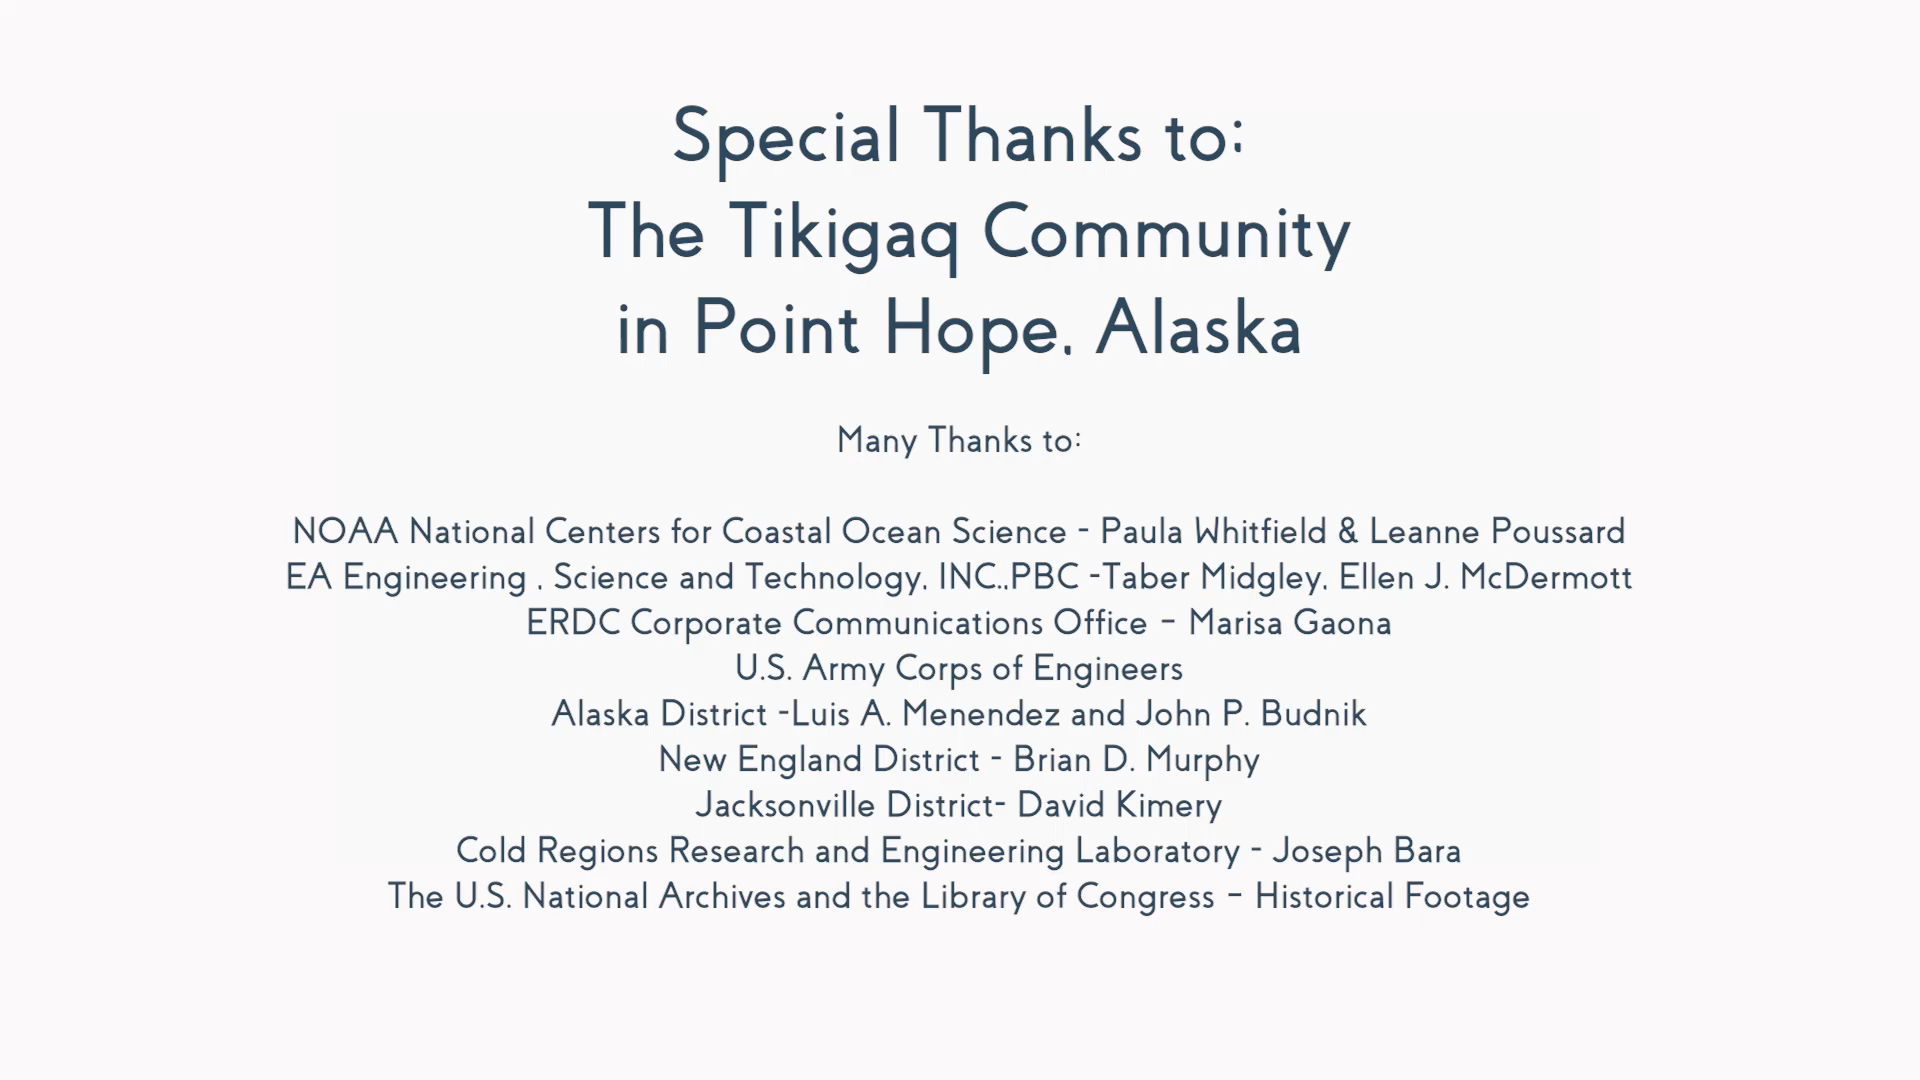 Special Thanks to:
The Tikigaq Community
in Point Hope, Alaska
Many Thanks to:
NOAA National Centers for Coastal Ocean Science - Paula Whitfield & Leanne Poussard
EA Engineering , Science and Technology, INC.,PBC -Taber Midgley, Ellen J. McDermott
ERDC Corporate Communications Office – Marisa Gaona
U.S. Army Corps of Engineers
Alaska District -Luis A. Menendez and John P. Budnik
New England District - Brian D. Murphy
Jacksonville District- David Kimery
Cold Regions Research and Engineering Laboratory - Joseph Bara
The U.S. National Archives and the Library of Congress – Historical Footage